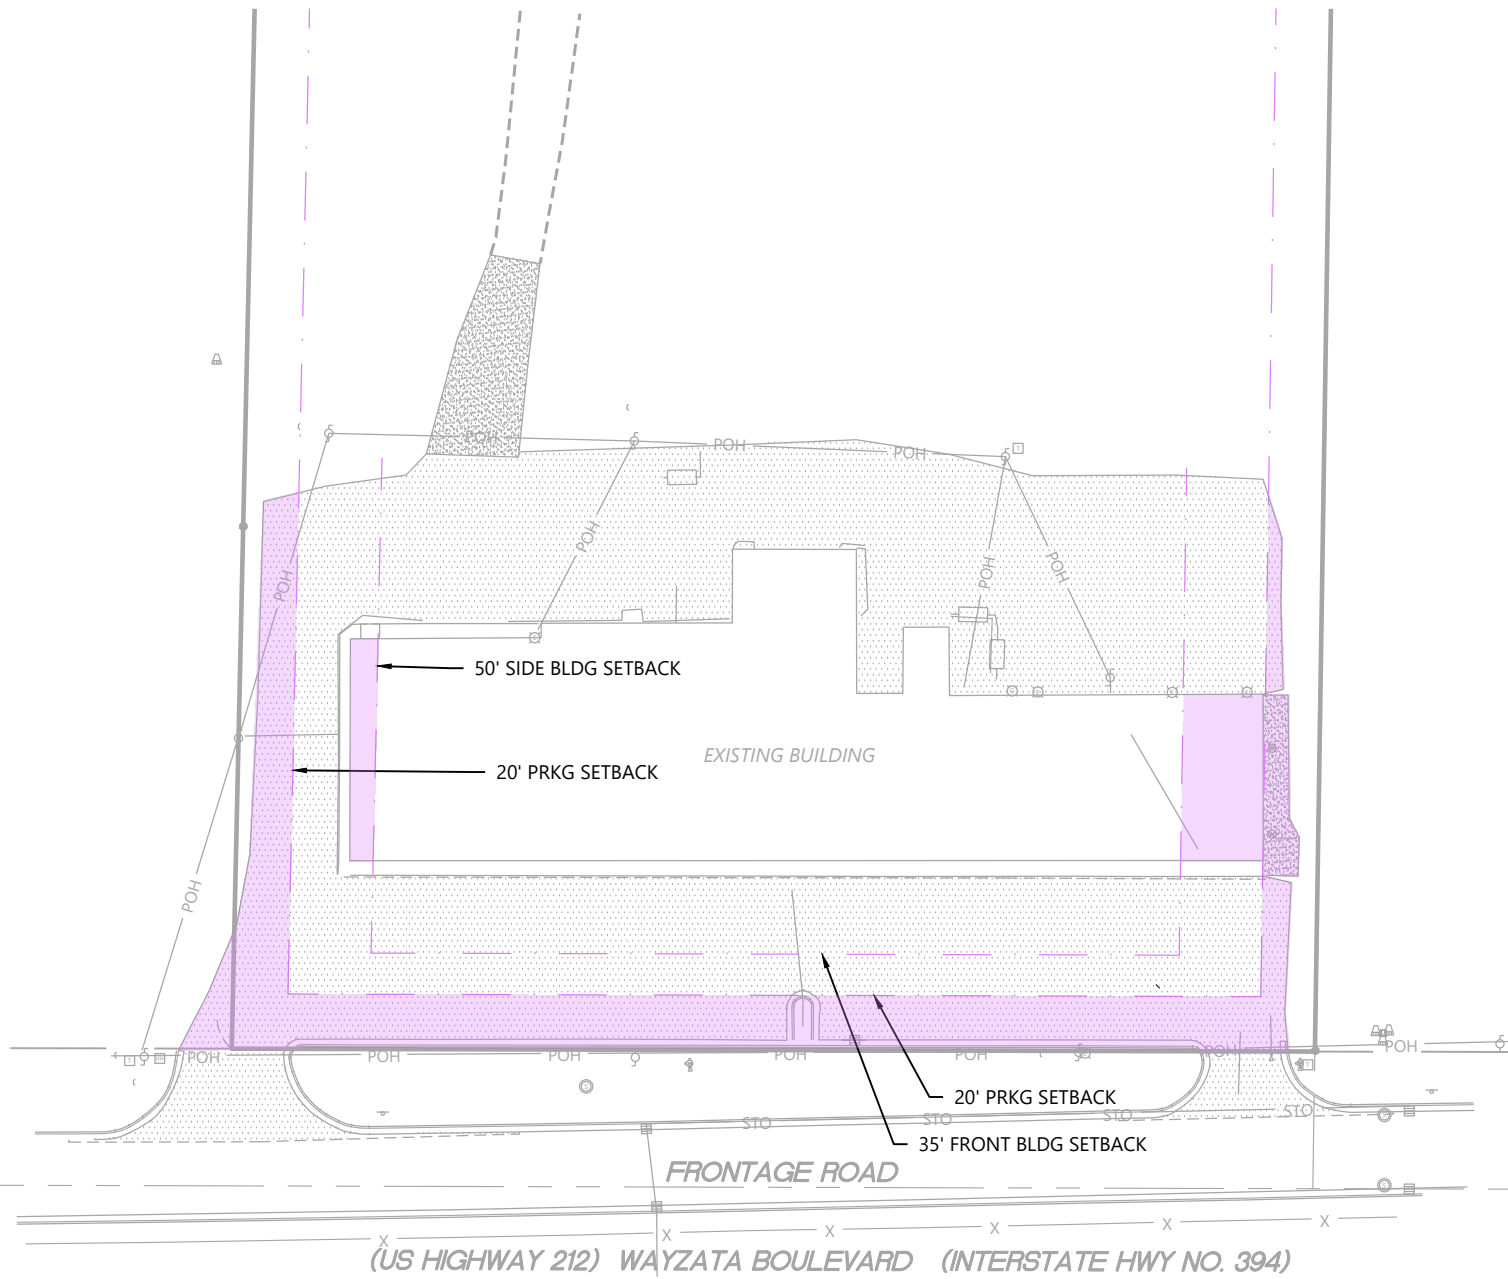 POH
POH
POH
POH
POH
POH
POH
POH
50' SIDE BLDG SETBACK
EXISTING BUILDING
20' PRKG SETBACK
POH
POH
POH
POH
POH
POH
POH
POH
20' PRKG SETBACK
STO
STO
STO
STO
35' FRONT BLDG SETBACK
FRONTAGE ROAD
X
X
X
X
X
X
(US HIGHWAY 212) WAYZATA BOULEVARD (INTERSTATE HWY NO. 394)